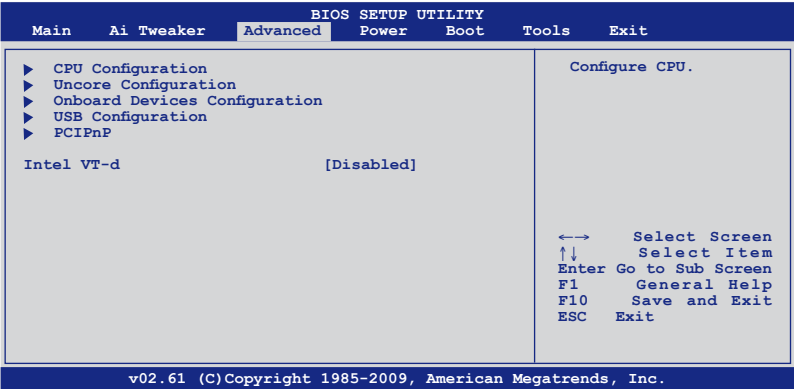 BIOS SETUP UTILITY
Main Ai Tweaker Advanced Power Boot Tools Exit
CPU Configuration
Uncore Configuration
Onboard Devices Configuration
USB Configuration
PCIPnP
Intel VT-d [Disabled]
Configure CPU.
←→ Select Screen
↑↓ Select Item
Enter Go to Sub Screen
F1 General Help
F10 Save and Exit
ESC Exit
v02.61 (C)Copyright 1985-2009, American Megatrends, Inc.